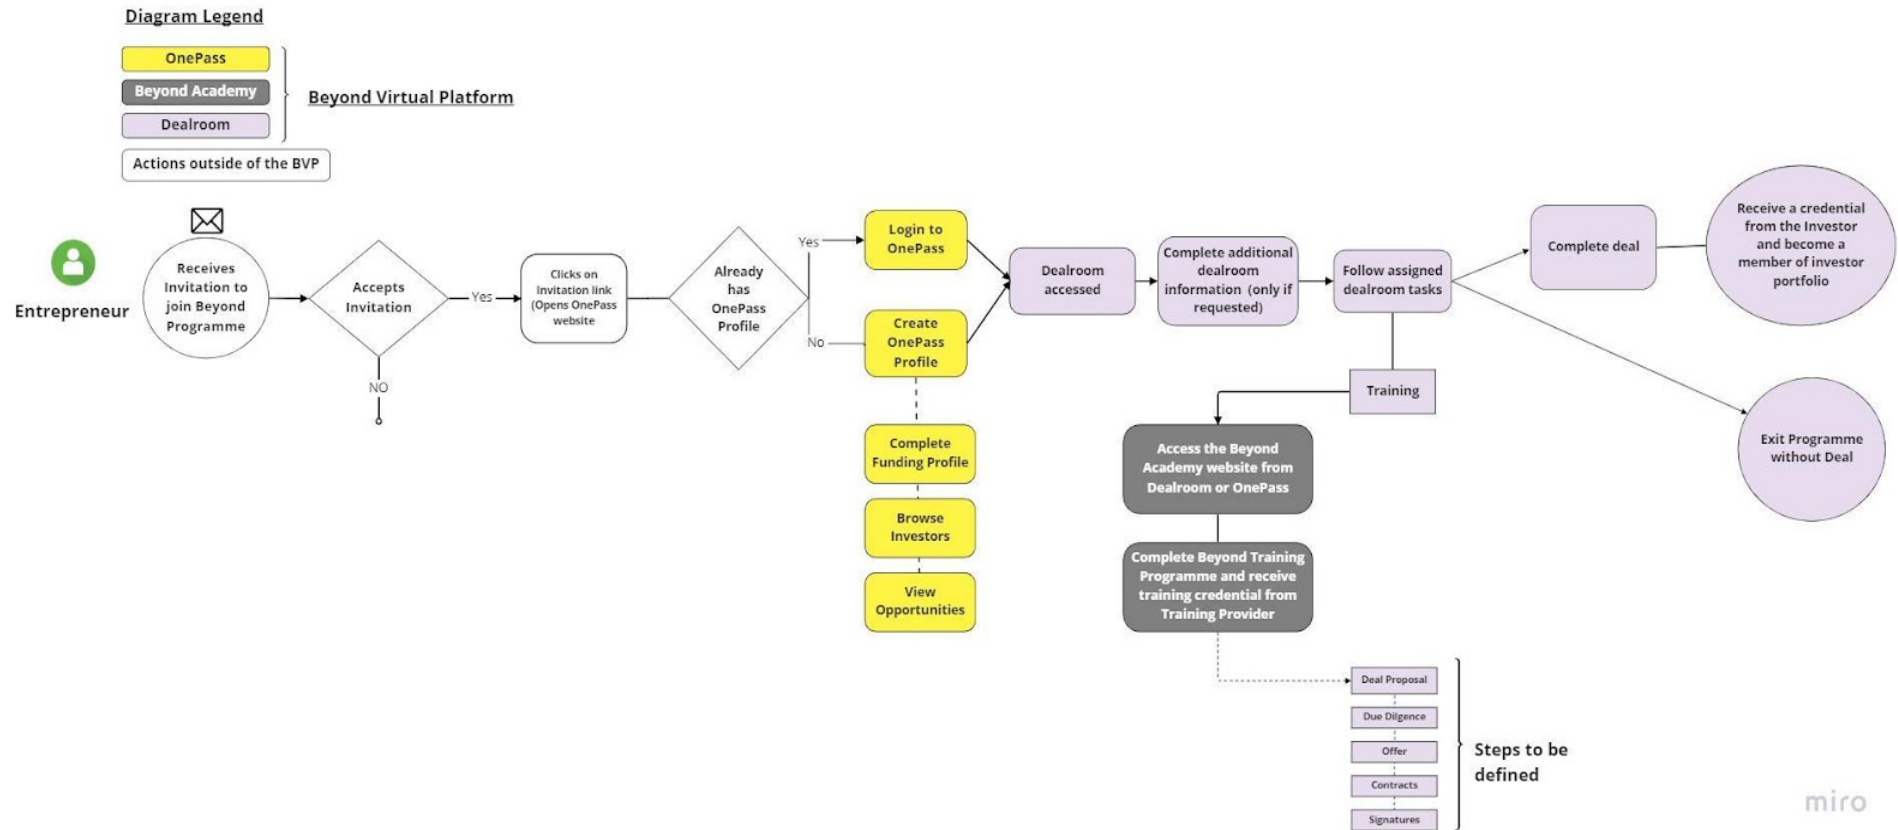 Diagram Legend
OnePass
Beyond Academy
Dealroom
Beyond Virtual Platform
Actions outside of the BVP
Entrepreneur
Receives
Invitation to
join Beyond
Programme
Accepts
Invitation
Yes
NO
Clicks on
Invitation link
(Opens OnePass
website
Already
has
OnePass
Profile
Yes
No
Login to
OnePass
Create
OnePass
Profile
Complete
Funding Profile
Browse
Investors
View
Opportunities
Dealroom
accessed
Complete additional
dealroom
information (only if
requested)
Follow assigned
dealroom tasks
Training
Access the Beyond
Academy website from
Dealroom or OnePass
Complete Beyond Training
Programme and receive
training credential from
Training Provider
Deal Proposal
Due Dilgence
Offer
Contracts
Signatures
Steps to be
defined
Complete deal
Receive a credential
from the Investor
and become a
member of investor
portfolio
Exit Programme
without Deal
miro